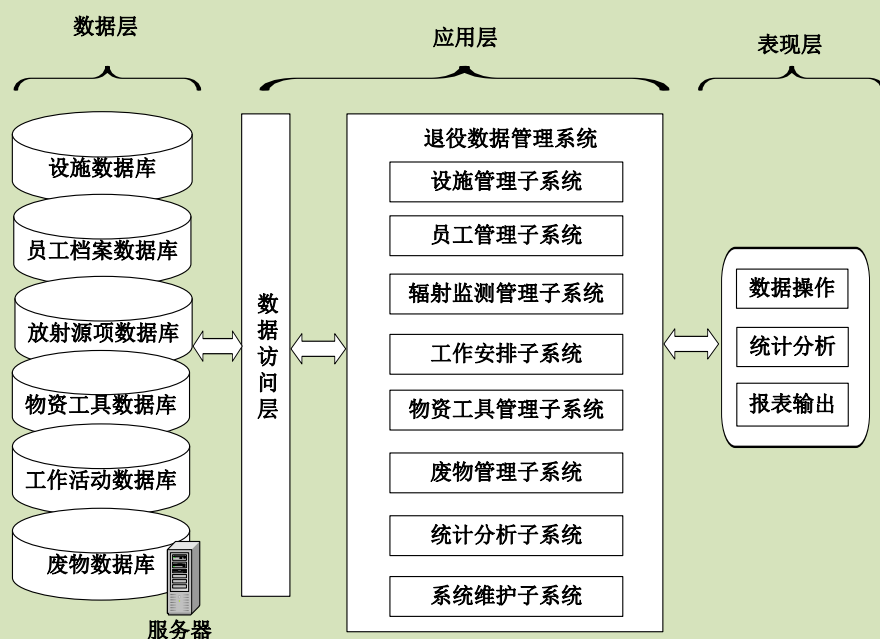 数据层
应用层
表现层
设施数据库
员工档案数据库
放射源项数据库
物资工具数据库
工作活动数据库
废物数据库
服务器
数据访问层
退役数据管理系统
设施管理子系统
员工管理子系统
辐射监测管理子系统
工作安排子系统
物资工具管理子系统
废物管理子系统
统计分析子系统
系统维护子系统
数据操作
统计分析
报表输出